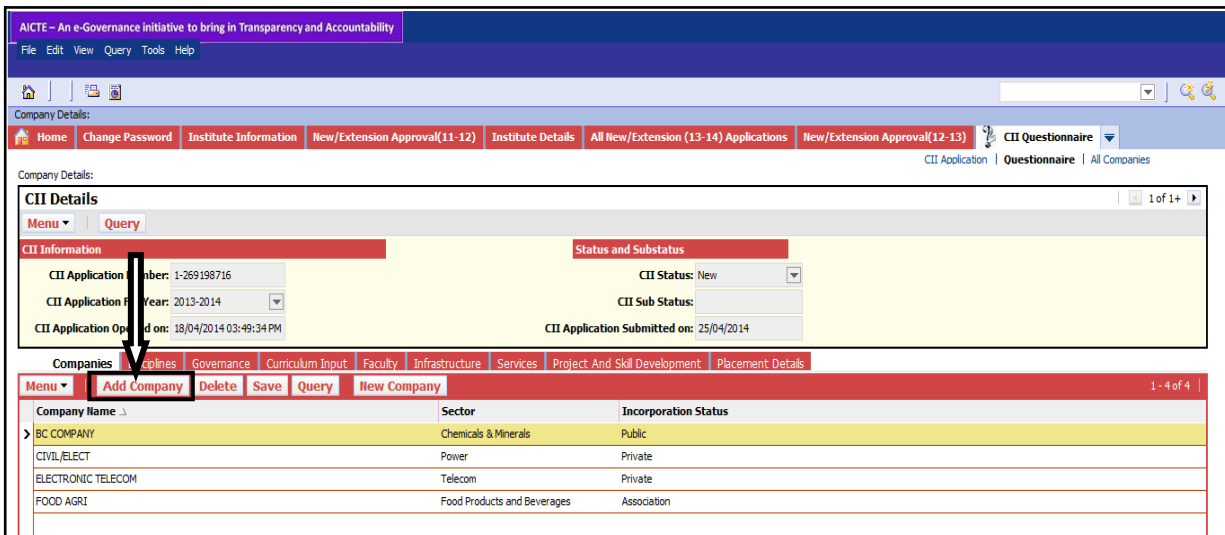 AICTE – An e-Governance initiative to bring in Transparency and Accountability
File Edit View Query Tools Help
Company Details:
Home Change Password Institute Information New/Extension Approval(11-12) Institute Details All New/Extension (13-14) Applications New/Extension Approval(12-13) CII Questionnaire
CII Application | Questionnaire | All Companies
Company Details:
CII Details 1 of 1+
Menu Query
CII Information Status and Substatus
CII Application Number: 1-269198716 CII Status: New
CII Application Year: 2013-2014 CII Sub Status:
CII Application on: 18/04/2014 03:49:34 PM CII Application Submitted on: 25/04/2014
Companies Governance Curriculum Input Faculty Infrastructure Services Project And Skill Development Placement Details
Menu Add Company Delete Save Query New Company 1 - 4 of 4
Company Name Sector Incorporation Status
BC COMPANY Chemicals & Minerals Public
CIVIL/ELECT Power Private
ELECTRONIC TELECOM Telecom Private
FOOD AGRI Food Products and Beverages Association